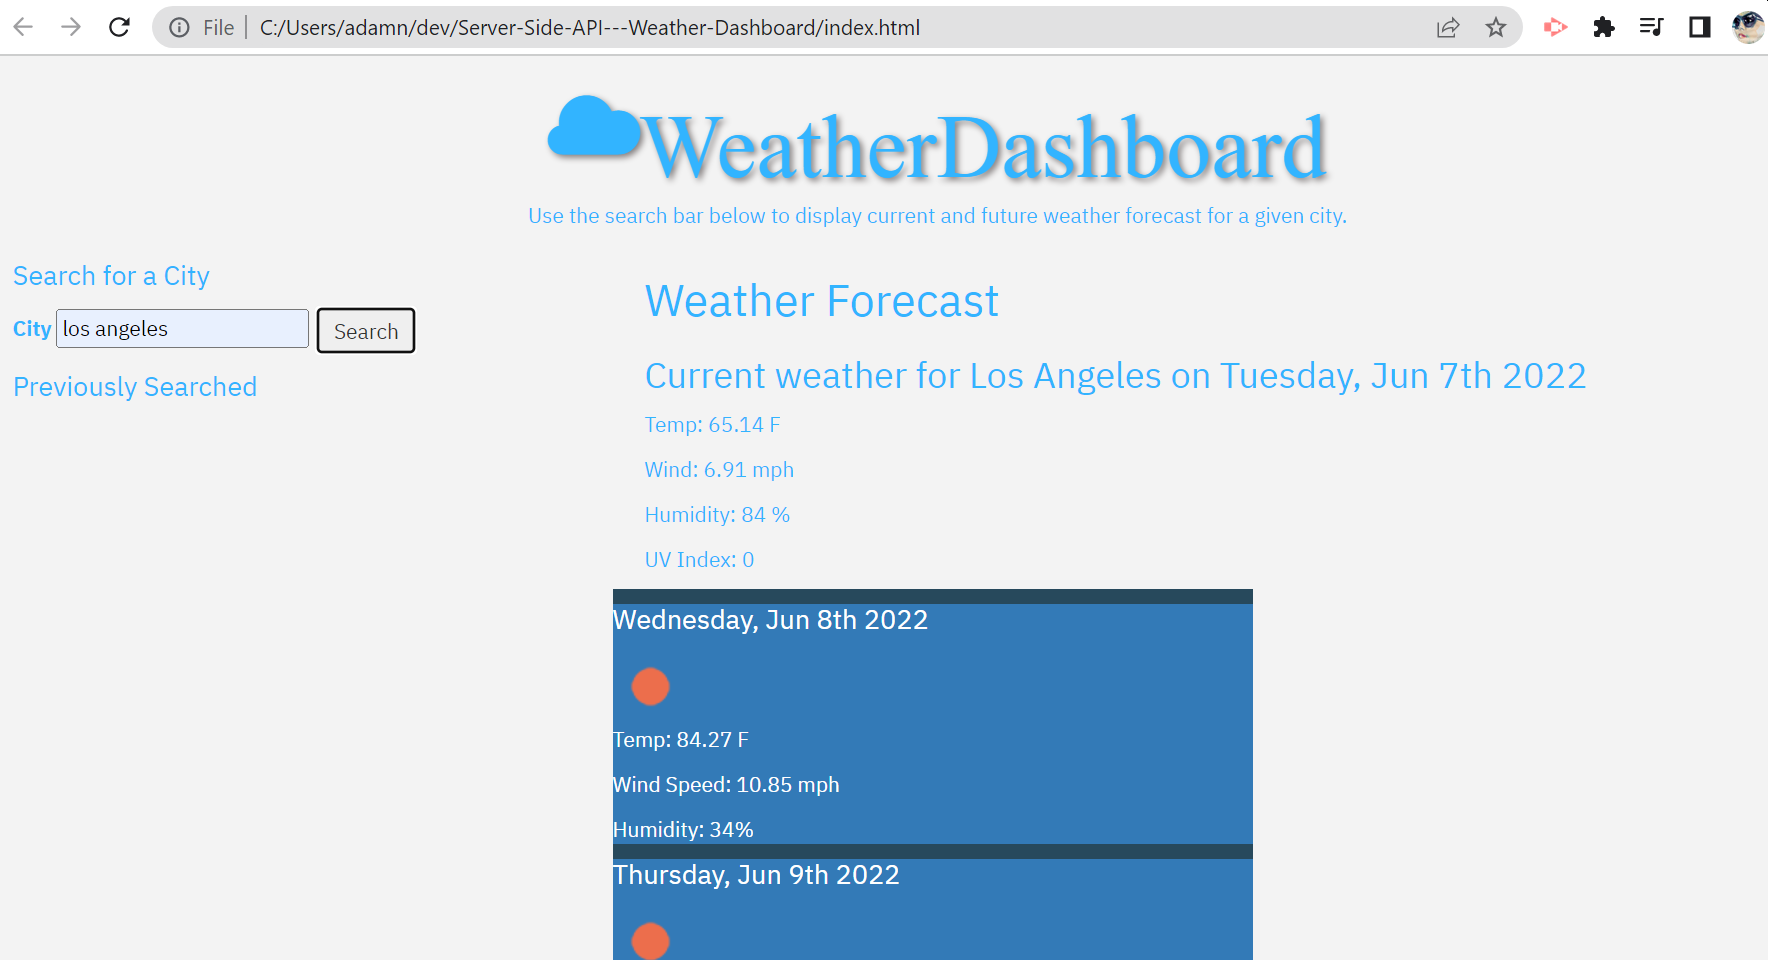 File | C:/Users/adamn/dev/Server-Side-API---Weather-Dashboard/index.html
WeatherDashboard
Use the search bar below to display current and future weather forecast for a given city.
Search for a City
City los angeles Search
Previously Searched
Weather Forecast
Current weather for Los Angeles on Tuesday, Jun 7th 2022
Temp: 65.14 F
Wind: 6.91 mph
Humidity: 84 %
UV Index: 0
Wednesday, Jun 8th 2022
Temp: 84.27 F
Wind Speed: 10.85 mph
Humidity: 34%
Thursday, Jun 9th 2022